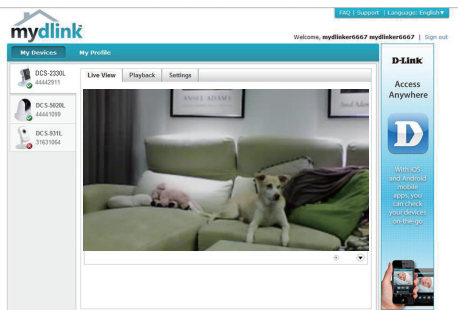 FAQ | Support | Language: English▼
mydlink
Welcome, mydlinker6667 mydlinker6667 | Sign out
My Devices
My Profile
DCS-2330L
44442911
DCS-5020L
44441099
DCS-931L
31631064
Live View
Playback
Settings
ANSEL ADAMS
D-Link
Access
Anywhere
D
With iOS
and Android
mobile
apps, you
can check
your devices
on-the-go